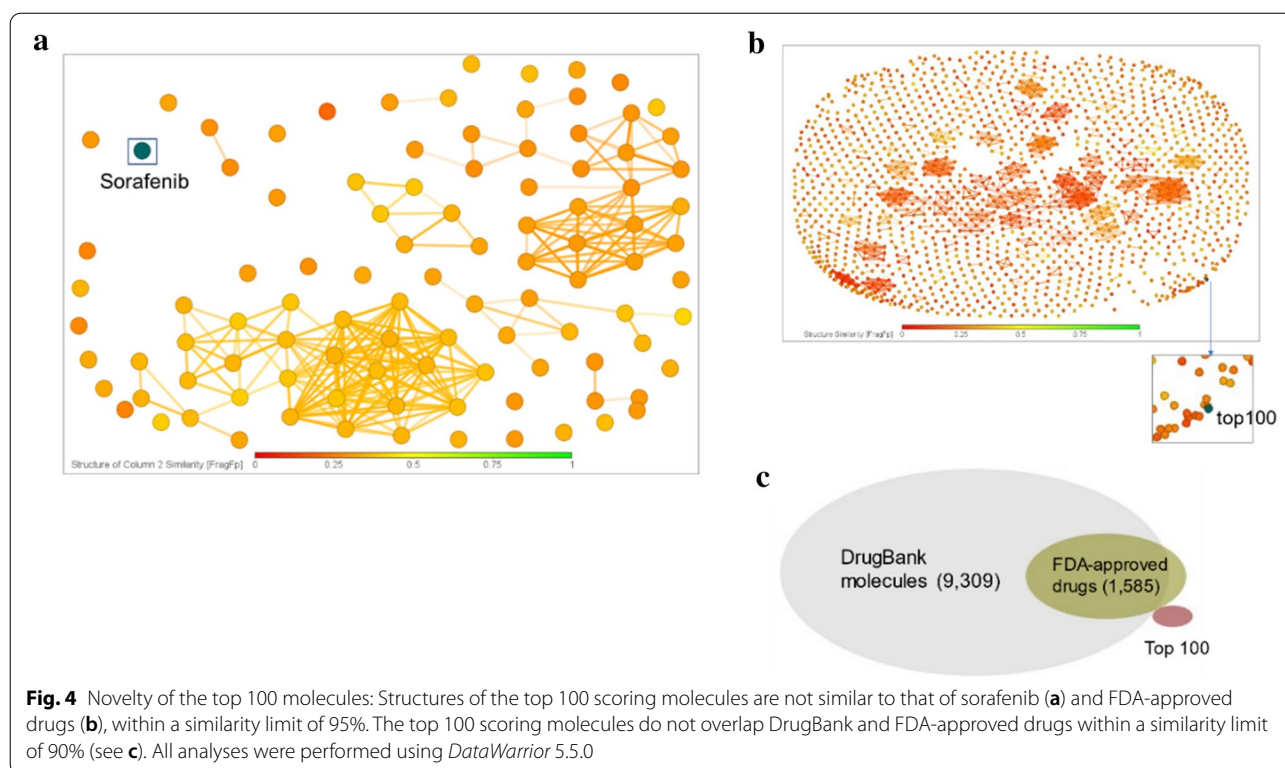 a
Sorafenib
Structure of Column 2 Similarity [FragFp] 0 0.25 0.5 0.75 1
b
Structure Similarity [FragFp] 0 0.25 0.5 0.75 1
top100
c
DrugBank
molecules (9,309)
FDA-approved
drugs (1,585)
Top 100
Fig. 4 Novelty of the top 100 molecules: Structures of the top 100 scoring molecules are not similar to that of sorafenib (a) and FDA-approved
drugs (b), within a similarity limit of 95%. The top 100 scoring molecules do not overlap DrugBank and FDA-approved drugs within a similarity limit
of 90% (see c). All analyses were performed using DataWarrior 5.5.0